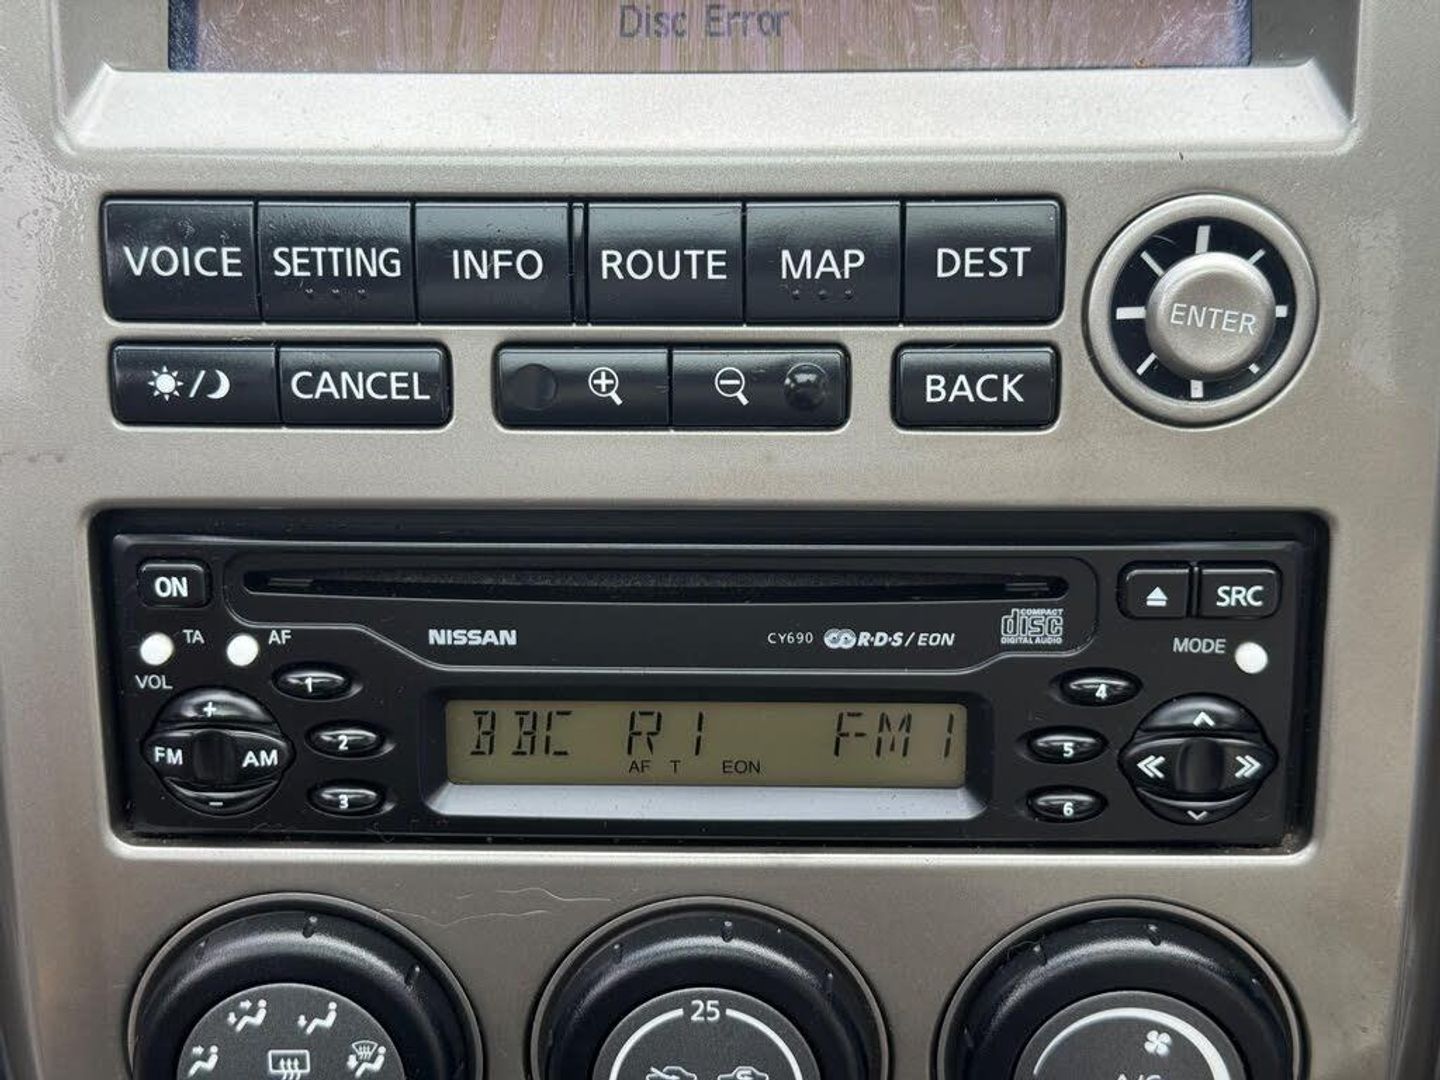 Disc Error
VOICE SETTING INFO ROUTE MAP DEST
ENTER
CANCEL BACK
ON SRC
TA AF NISSAN CY690 R·D·S/EON COMPACT disc DIGITAL AUDIO MODE
VOL
1 4
+
BBC R1 FM1
2 5
FM AM
AF T EON
3 6
-
25
A/C